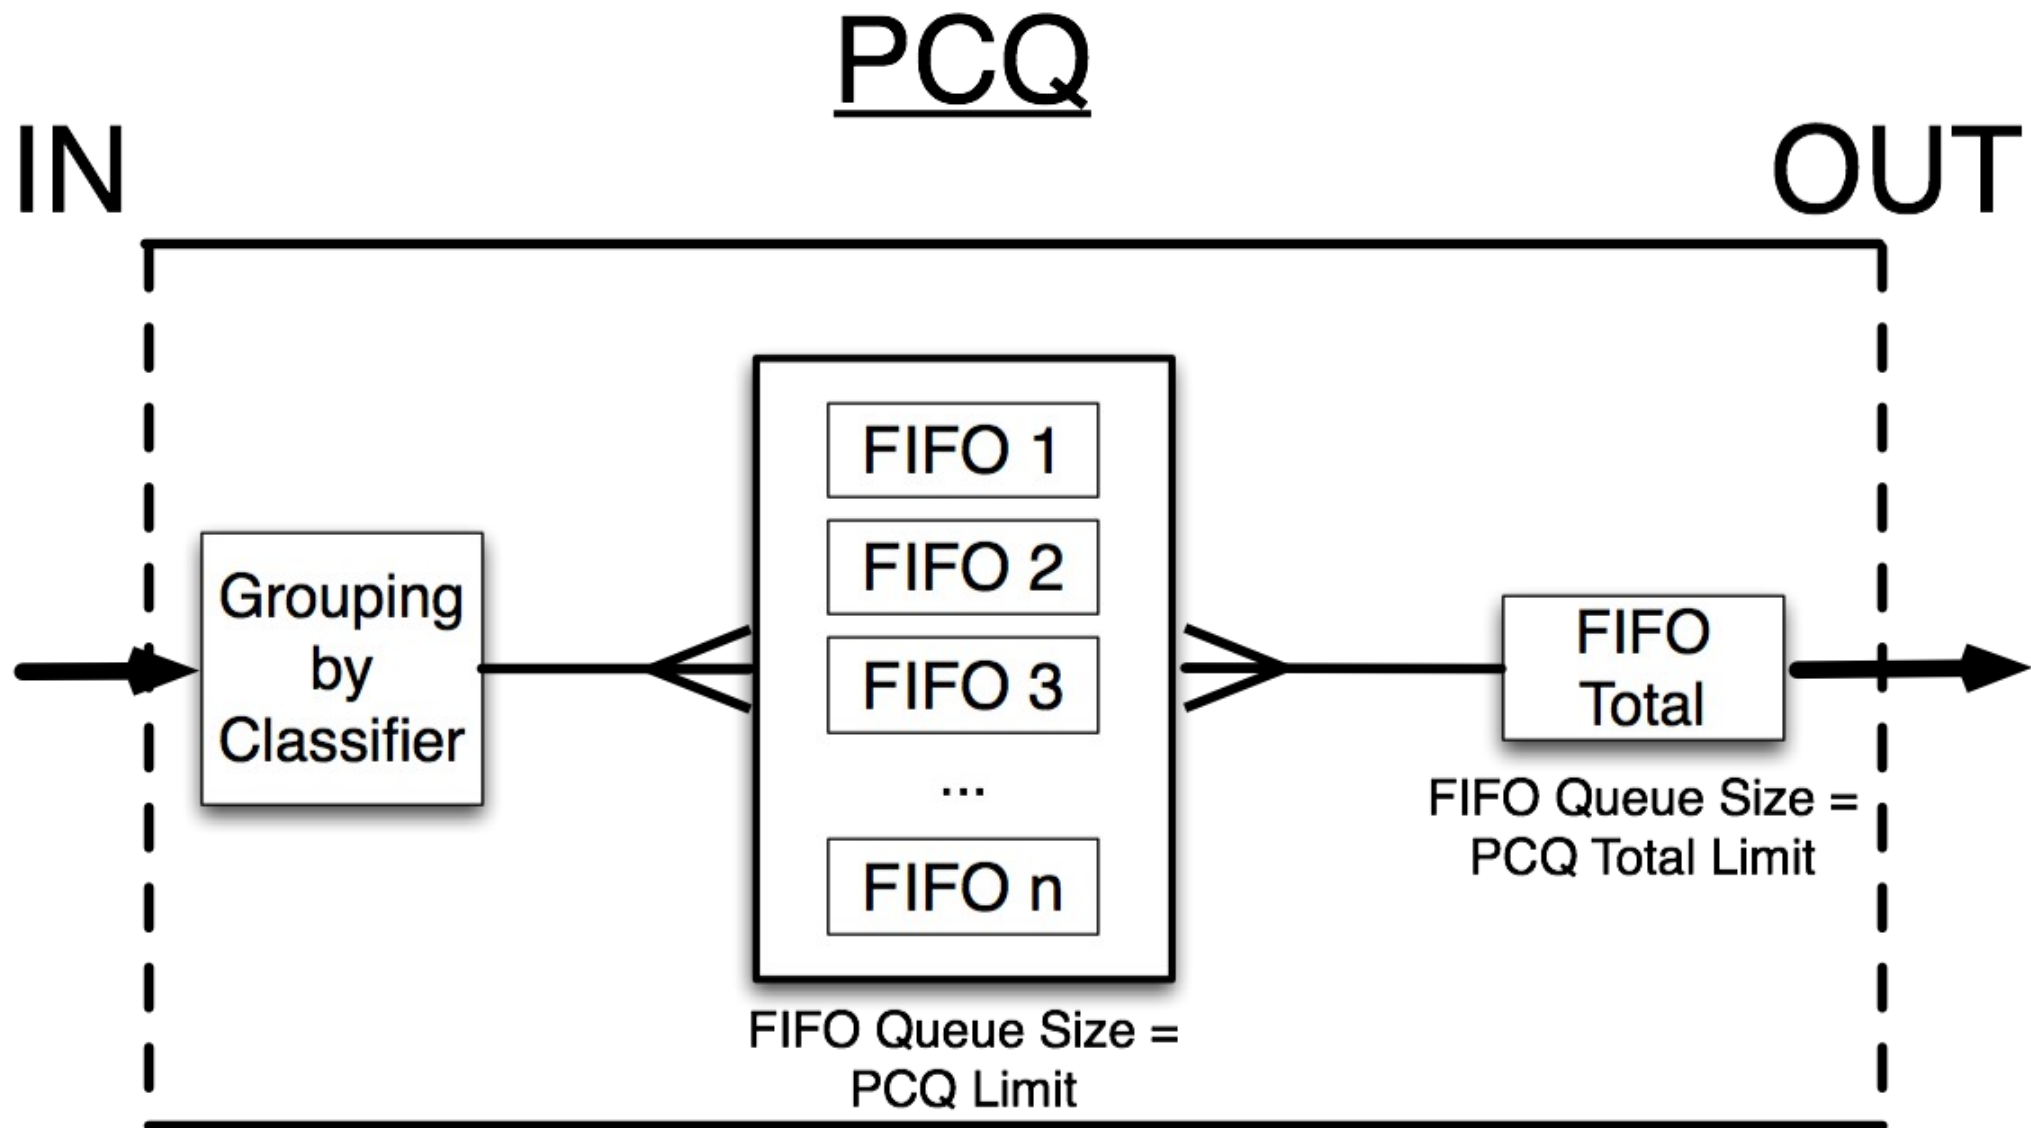 PCQ
IN
OUT
Grouping
by
Classifier
FIFO 1
FIFO 2
FIFO 3
...
FIFO n
FIFO Queue Size =
PCQ Limit
FIFO
Total
FIFO Queue Size =
PCQ Total Limit